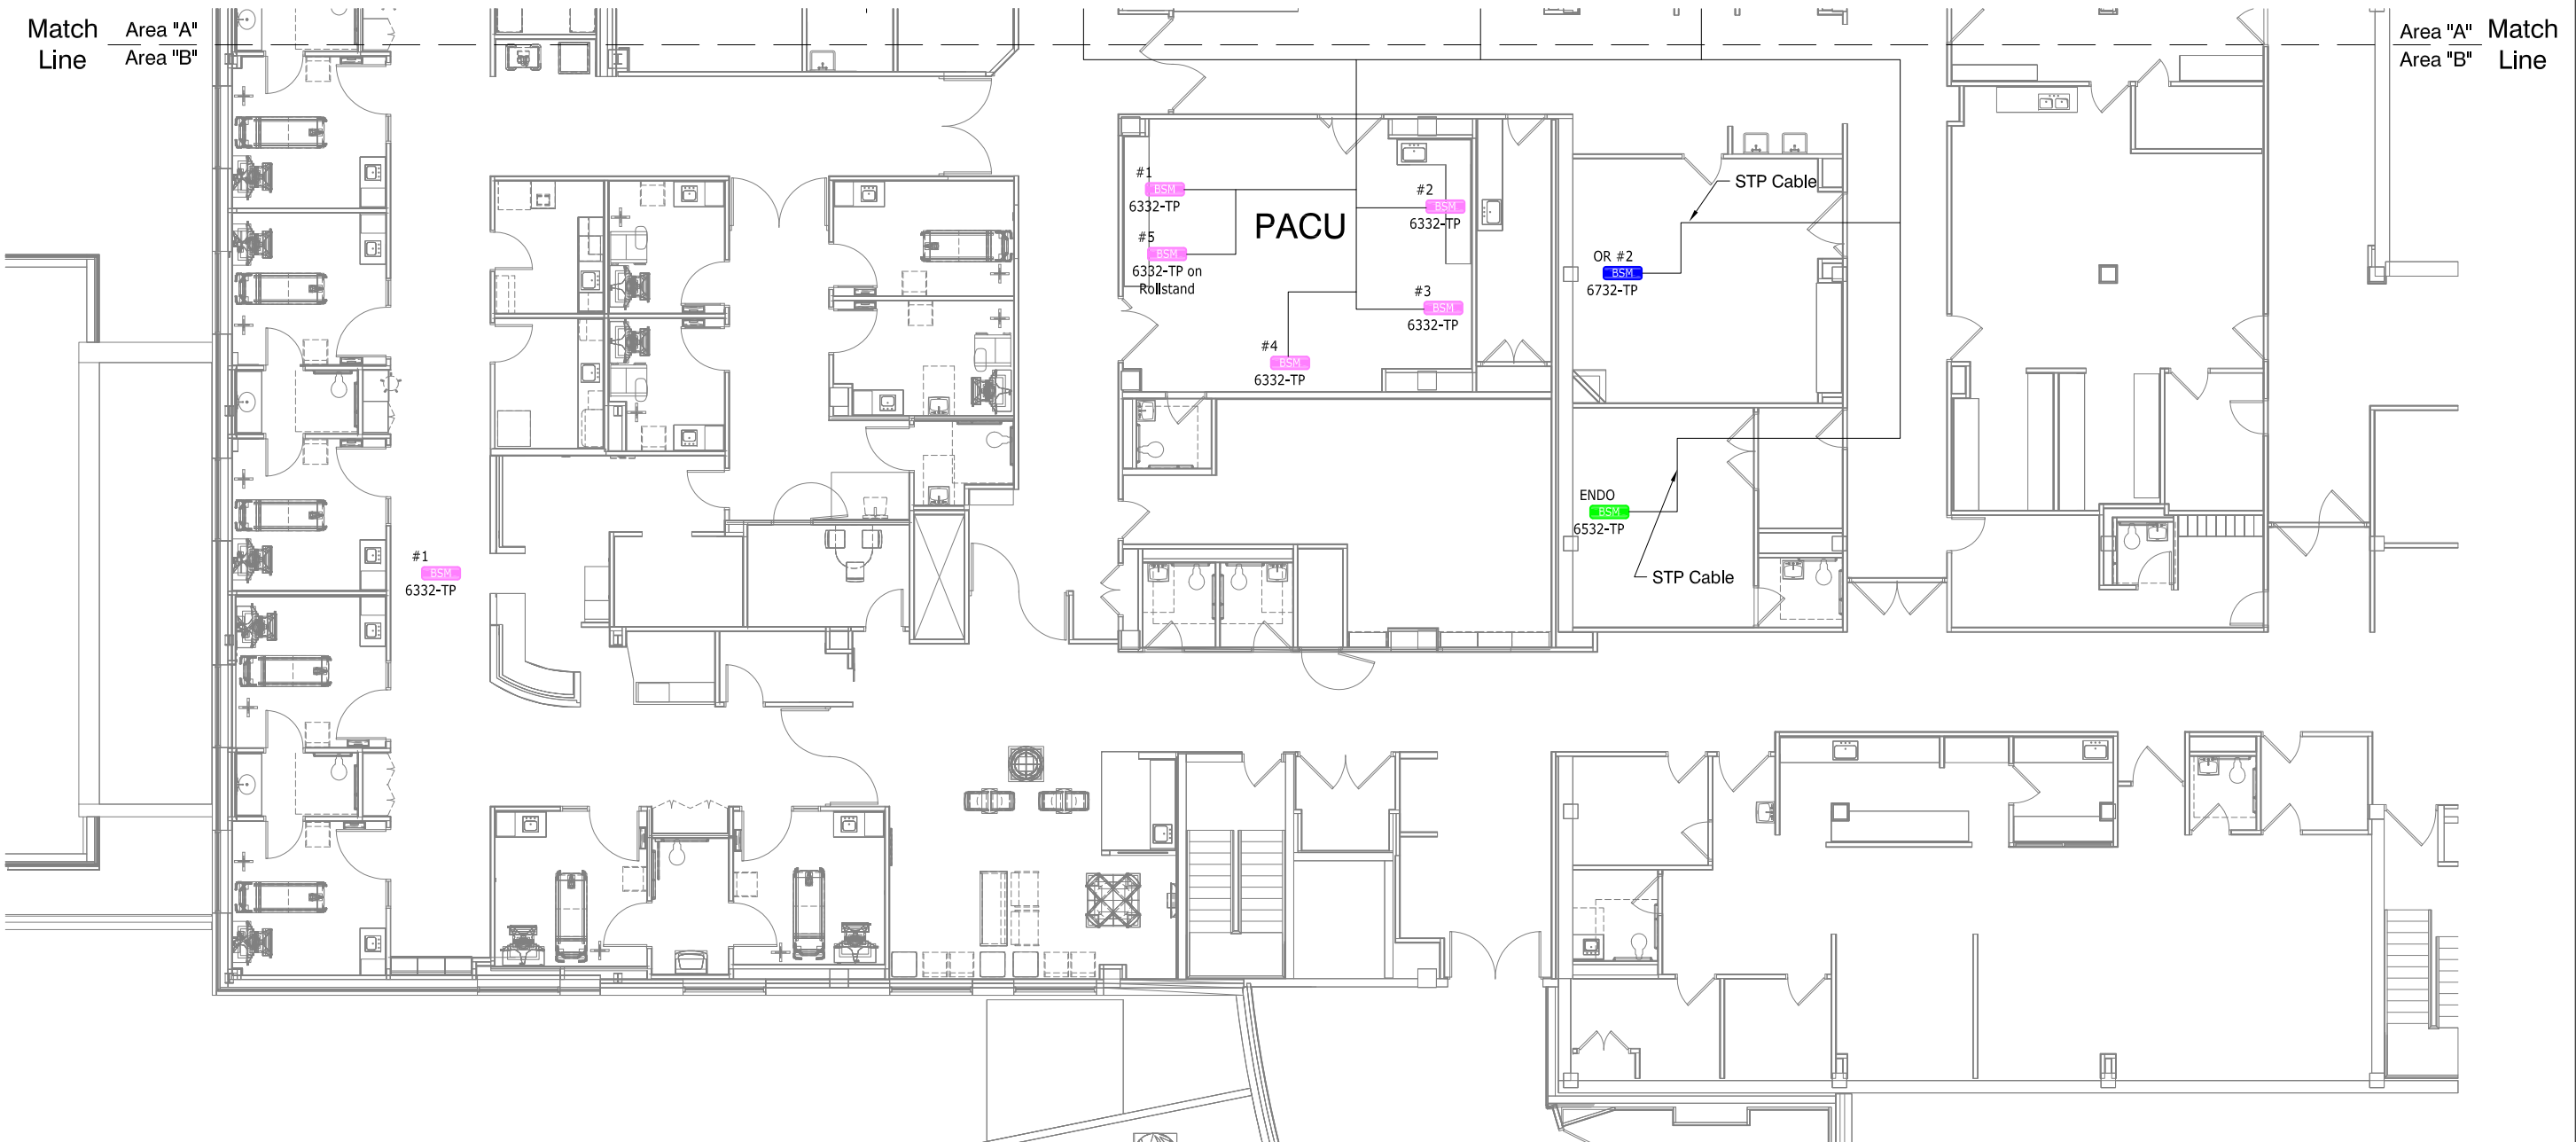 Match
Line
Area "A"
Area "B"
Area "A"
Area "B"
Match
Line
#1
BSM
6332-TP
#2
BSM
6332-TP
PACU
#5
BSM
6332-TP on
Rollstand
#3
BSM
6332-TP
#4
BSM
6332-TP
STP Cable
OR #2
BSM
6732-TP
ENDO
BSM
6532-TP
STP Cable
#1
BSM
6332-TP